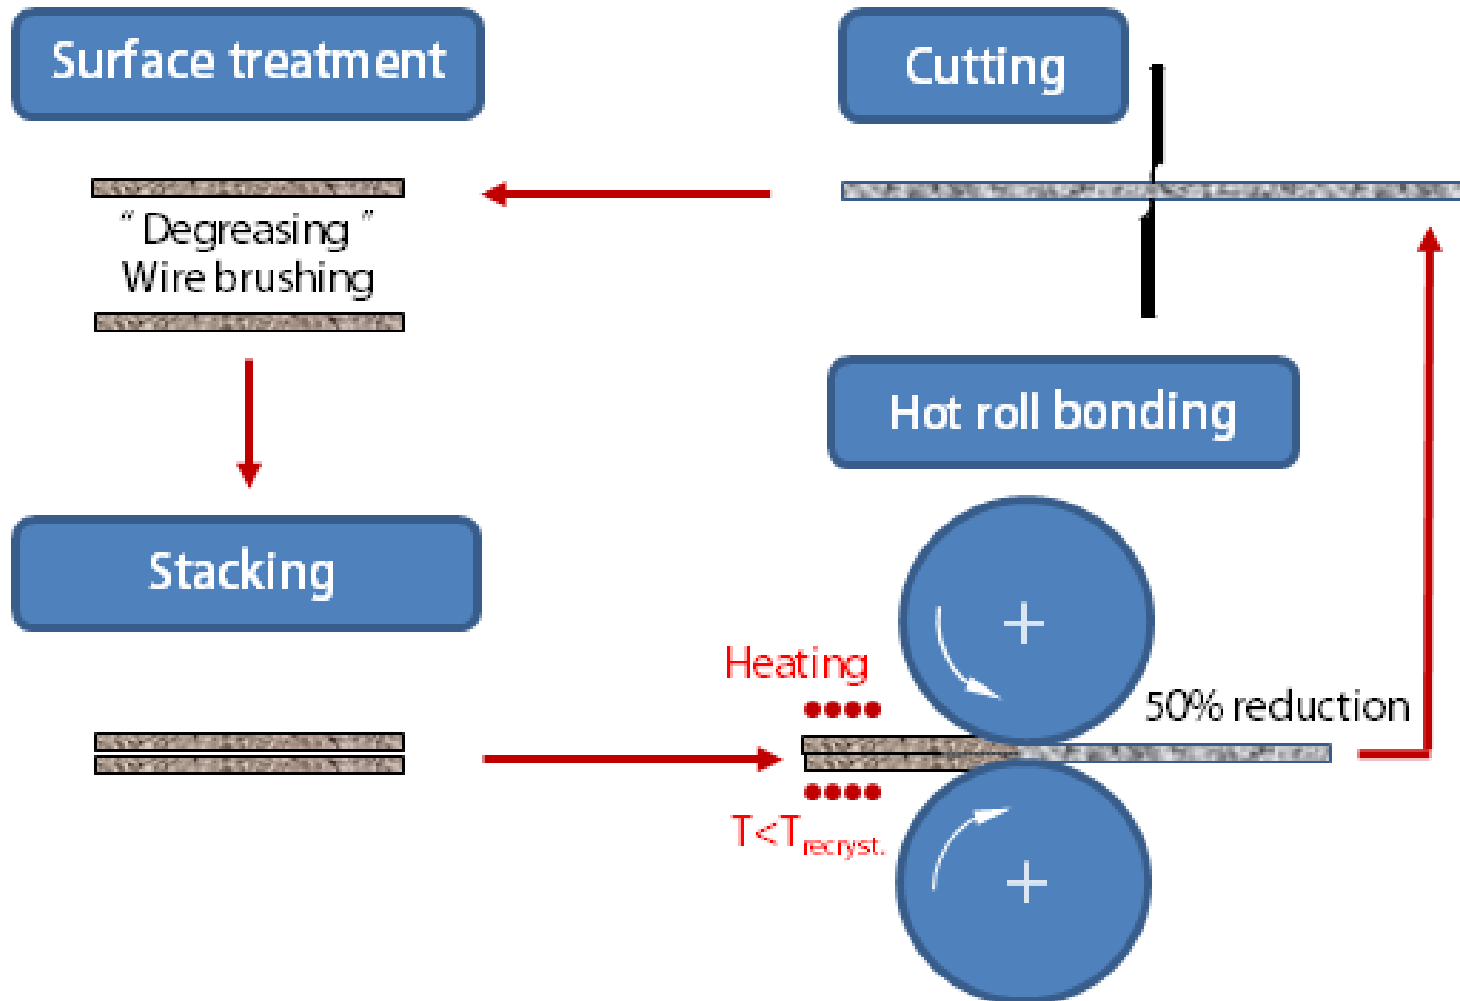 Surface treatment
Cutting
“ Degreasing ”
Wire brushing
Hot roll bonding
Stacking
Heating
50% reduction
T<Trecryst.